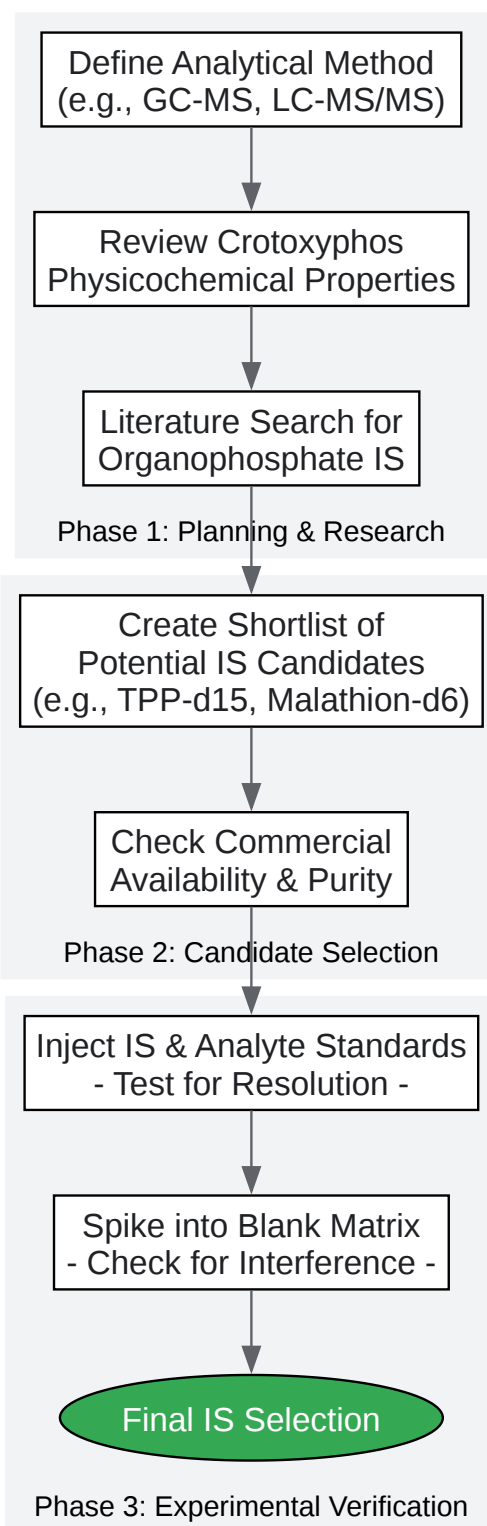 Define Analytical Method
(e.g., GC-MS, LC-MS/MS)
Review Crotoxyphos
Physicochemical Properties
Literature Search for
Organophosphate IS
Phase 1: Planning & Research
Create Shortlist of
Potential IS Candidates
(e.g., TPP-d15, Malathion-d6)
Check Commercial
Availability & Purity
Phase 2: Candidate Selection
Inject IS & Analyte Standards
- Test for Resolution -
Spike into Blank Matrix
- Check for Interference -
Final IS Selection
Phase 3: Experimental Verification